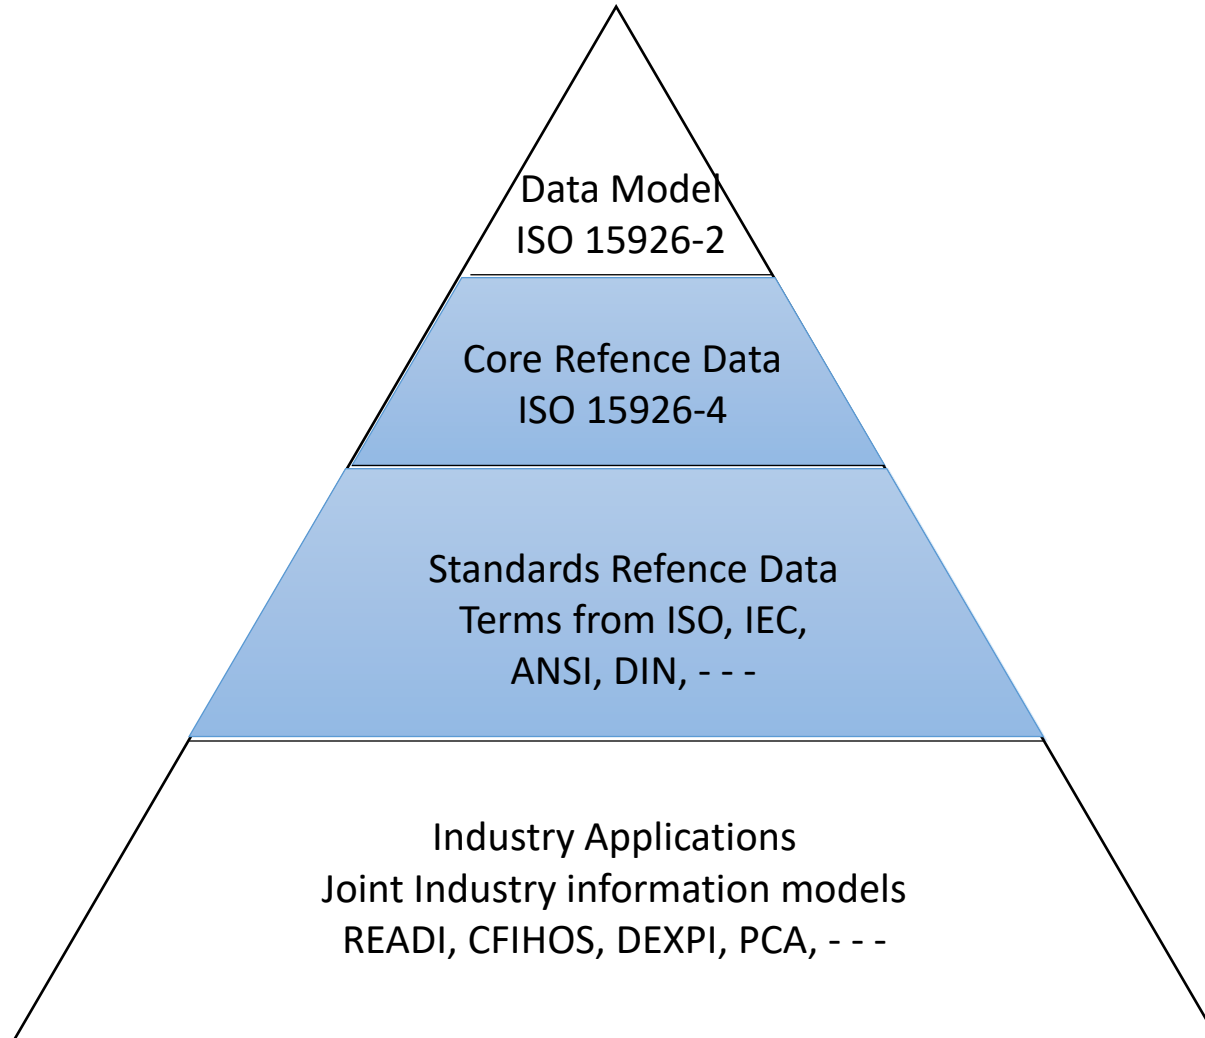 Data Model
ISO 15926-2
Core Refence Data
ISO 15926-4
Standards Refence Data
Terms from ISO, IEC,
ANSI, DIN, - - -
Industry Applications
Joint Industry information models
READI, CFIHOS, DEXPI, PCA, - - -